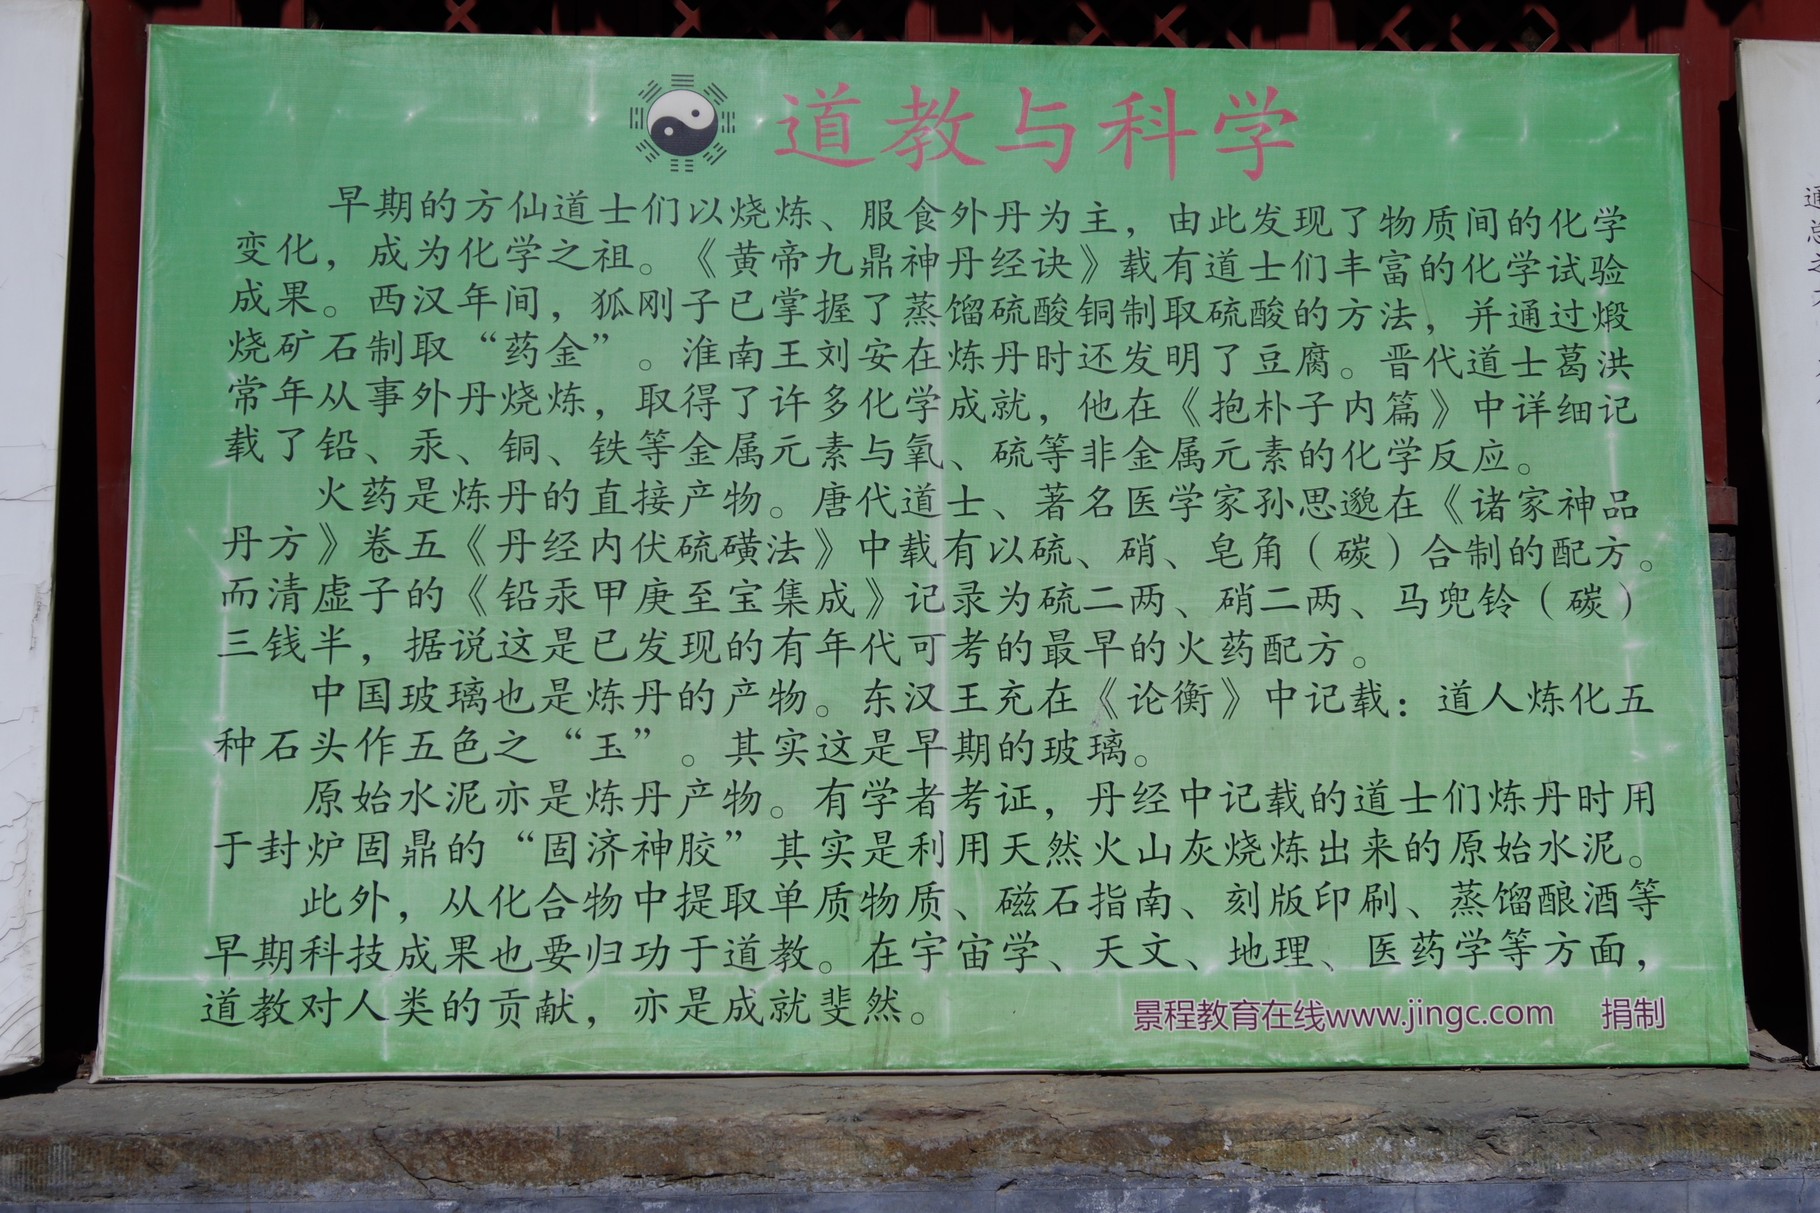 道教与科学
早期的方仙道士们以烧炼、服食外丹为主，由此发现了物质间的化学
变化，成为化学之祖。《黄帝九鼎神丹经诀》载有道士们丰富的化学试验
成果。西汉年间，狐刚子已掌握了蒸馏硫酸铜制取硫酸的方法，并通过煅
烧矿石制取“药金”。淮南王刘安在炼丹时还发明了豆腐。晋代道士葛洪
常年从事外丹烧炼，取得了许多化学成就，他在《抱朴子内篇》中详细记
载了铅、汞、铜、铁等金属元素与氧、硫等非金属元素的化学反应。
火药是炼丹的直接产物。唐代道士、著名医学家孙思邈在《诸家神品
丹方》卷五《丹经内伏硫磺法》中载有以硫、硝、皂角（碳）合制的配方。
而清虚子的《铅汞甲庚至宝集成》记录为硫二两、硝二两、马兜铃（碳）
三钱半，据说这是已发现的有年代可考的最早的火药配方。
中国玻璃也是炼丹的产物。东汉王充在《论衡》中记载：道人炼化五
种石头作五色之“玉”。其实这是早期的玻璃。
原始水泥亦是炼丹产物。有学者考证，丹经中记载的道士们炼丹时用
于封炉固鼎的“固济神胶”其实是利用天然火山灰烧炼出来的原始水泥。
此外，从化合物中提取单质物质、磁石指南、刻版印刷、蒸馏酿酒等
早期科技成果也要归功于道教。在宇宙学、天文、地理、医药学等方面，
道教对人类的贡献，亦是成就斐然。
景程教育在线www.jingc.com 捐制